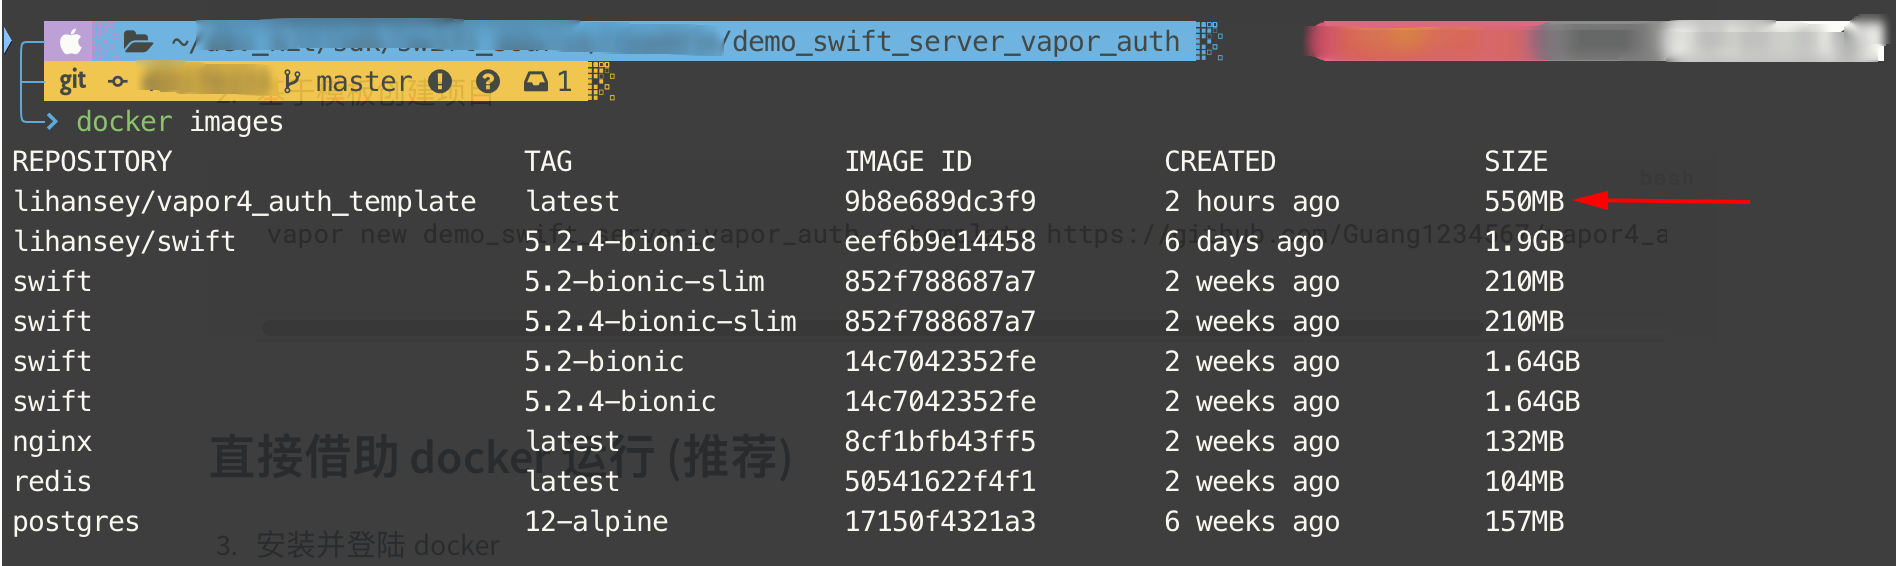 ~/ /demo_swift_server_vapor_auth
git master 1
2. 基于模板创建项目
docker images
REPOSITORY TAG IMAGE ID CREATED SIZE
bash
lihansey/vapor4_auth_template latest 9b8e689dc3f9 2 hours ago 550MB
vapor new demo_swift_server_vapor_auth https://github.com/Guang1234567/vapor4_a
lihansey/swift 5.2.4-bionic eef6b9e14458 6 days ago 1.9GB
swift 5.2-bionic-slim 852f788687a7 2 weeks ago 210MB
swift 5.2.4-bionic-slim 852f788687a7 2 weeks ago 210MB
swift 5.2-bionic 14c7042352fe 2 weeks ago 1.64GB
swift 5.2.4-bionic 14c7042352fe 2 weeks ago 1.64GB
nginx latest 8cf1bfb43ff5 2 weeks ago 132MB
直接借助 docker 运行 (推荐)
redis latest 50541622f4f1 2 weeks ago 104MB
postgres 12-alpine 17150f4321a3 6 weeks ago 157MB
3. 安装并登陆 docker